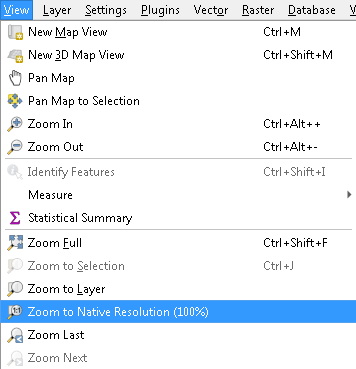 View Layer Settings Plugins Vector Raster Database
New Map View Ctrl+M
New 3D Map View Ctrl+Shift+M
Pan Map
Pan Map to Selection
Zoom In Ctrl+Alt++
Zoom Out Ctrl+Alt+-
Identify Features Ctrl+Shift+I
Measure
Statistical Summary
Zoom Full Ctrl+Shift+F
Zoom to Selection Ctrl+J
Zoom to Layer
Zoom to Native Resolution (100%)
Zoom Last
Zoom Next